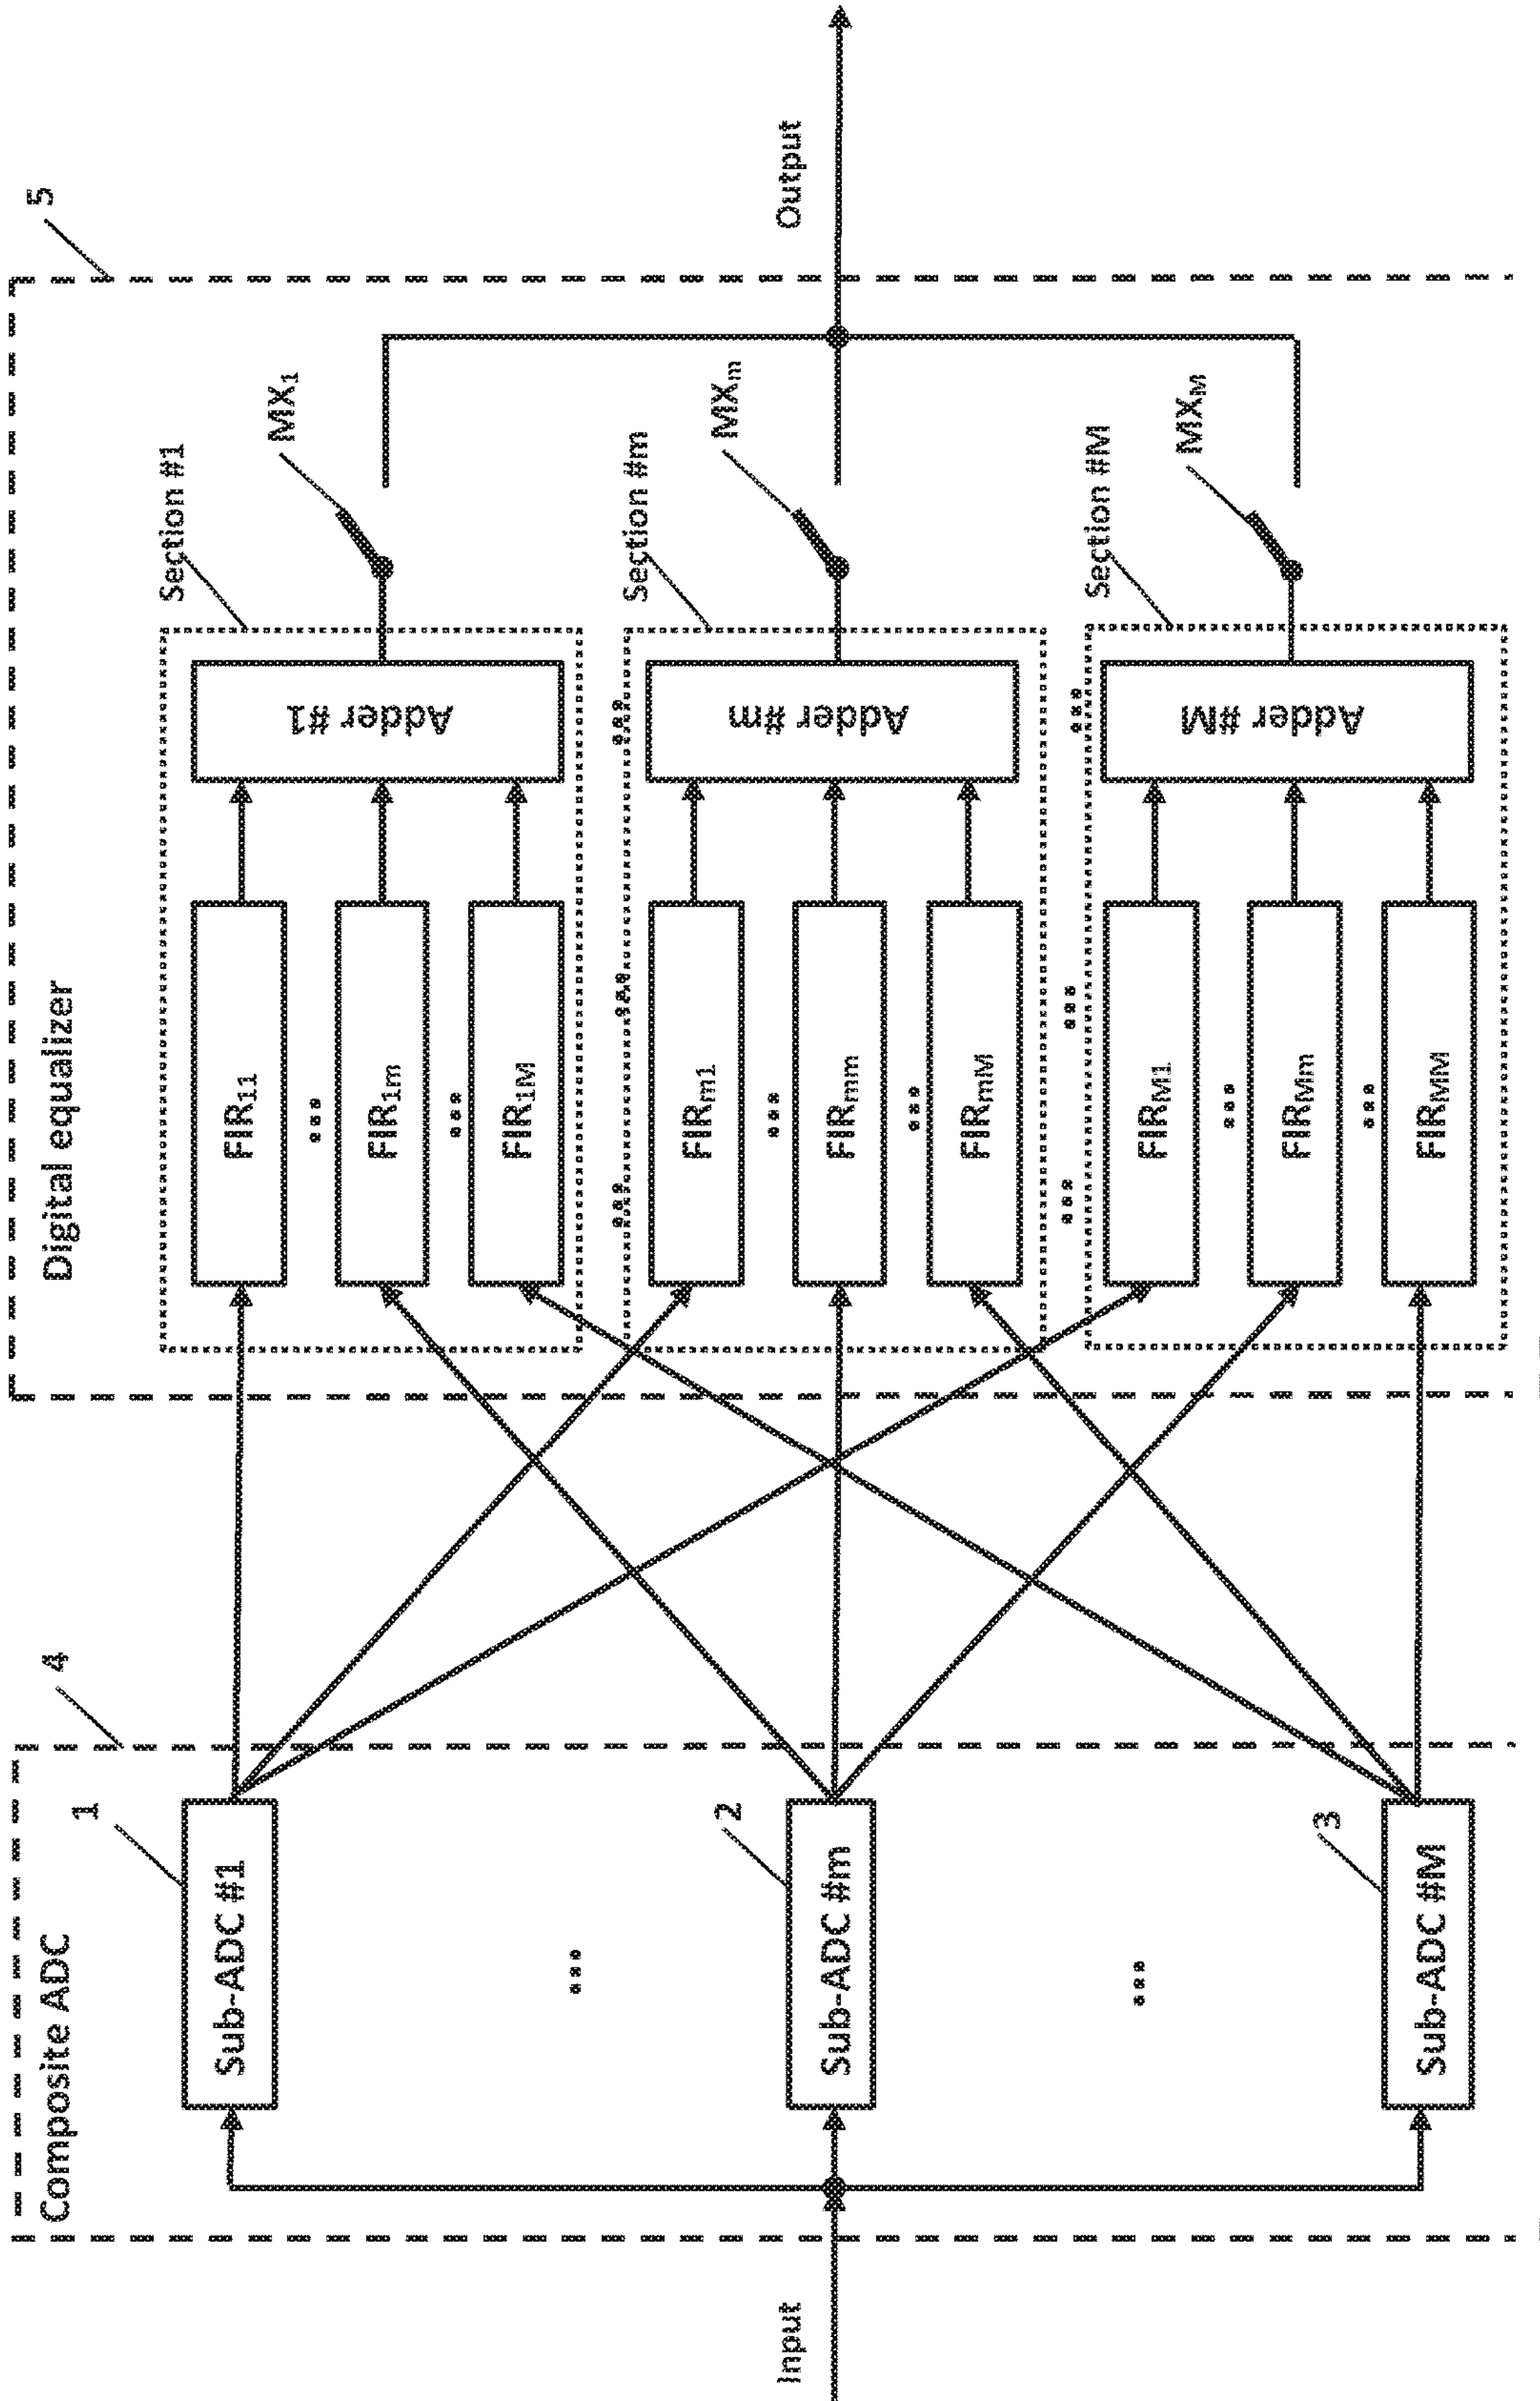 Composite ADC
4
Digital equalizer
5
Input
1
Sub-ADC #1
2
Sub-ADC #m
3
Sub-ADC #M
Section #1
FIR11
FIR1m
FIR1M
Adder #1
MX1
Section #m
FIRm1
FIRmm
FIRmM
Adder #m
MXm
Section #M
FIRM1
FIRMm
FIRMM
Adder #M
MXM
Output